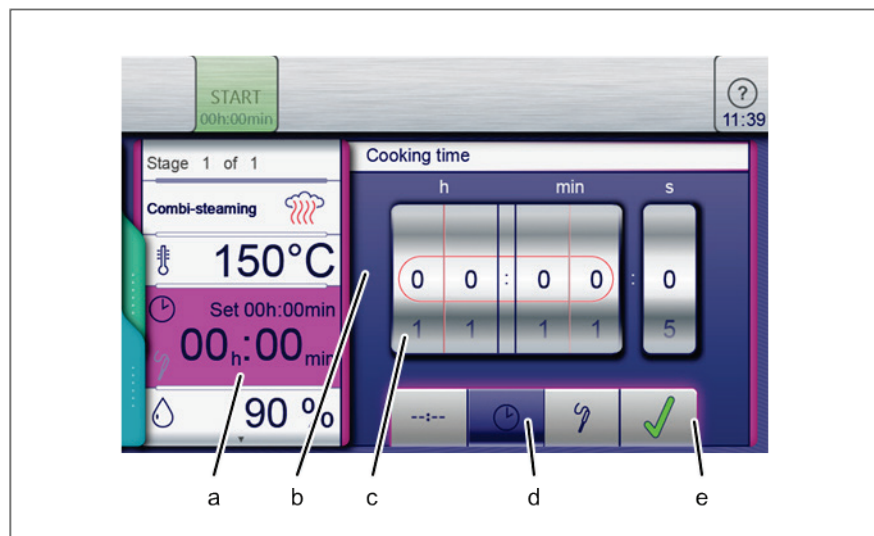 START
00h:00min
?
11:39
Stage 1 of 1
Cooking time
Combi-steaming
h min s
150°C
Set 00h:00min
00h:00min
0 0 : 0 0 : 0
1 1 1 1 5
90 %
--:--
a b c d e